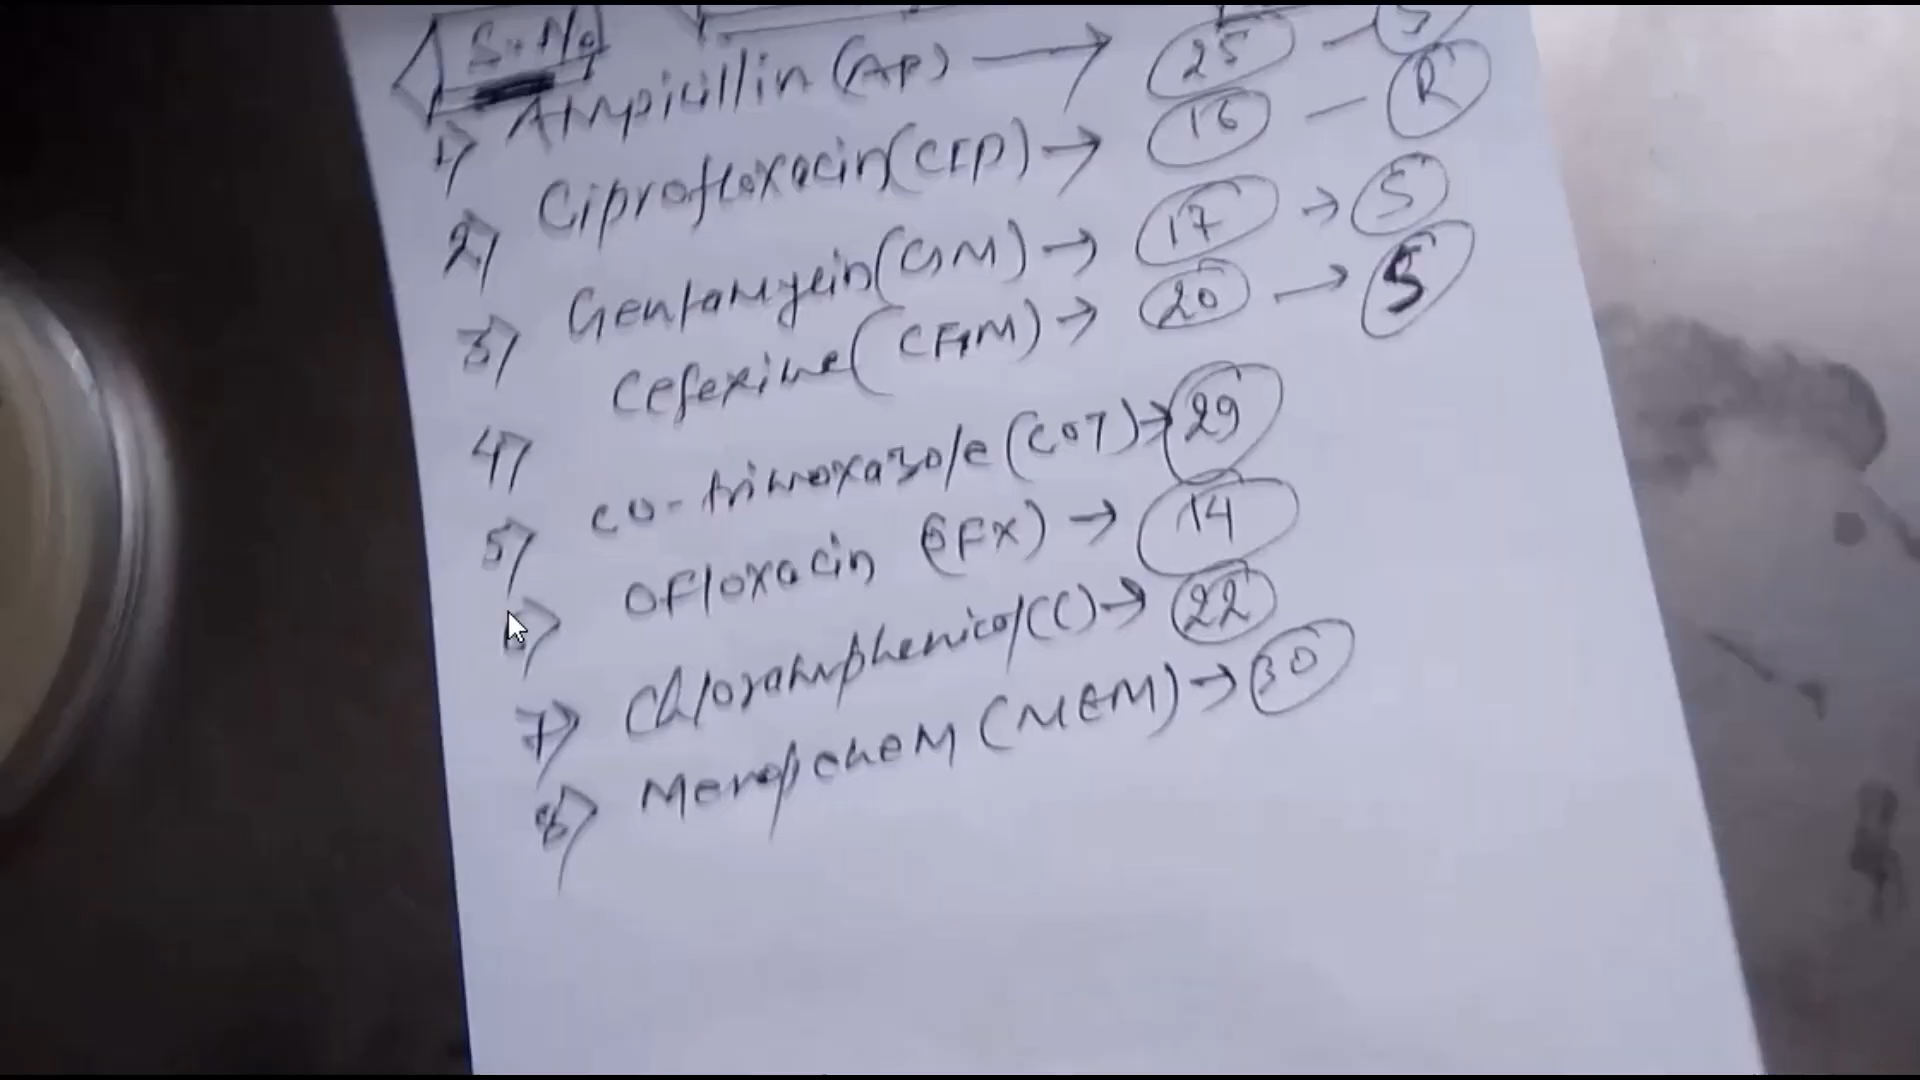 S. No
1) Ampicillin (AP) → 25 - S
2) Ciprofloxacin (CIP) → 16 - R
3) Gentamycin (GM) → 17 → S
4) Cefexime (CFM) → 20 → S
5) co-trimoxazole (COT) → 29
6) Ofloxacin (OFX) → 14
7) Chloramphenicol (C) → 22
8) Meropenem (MEM) → 30